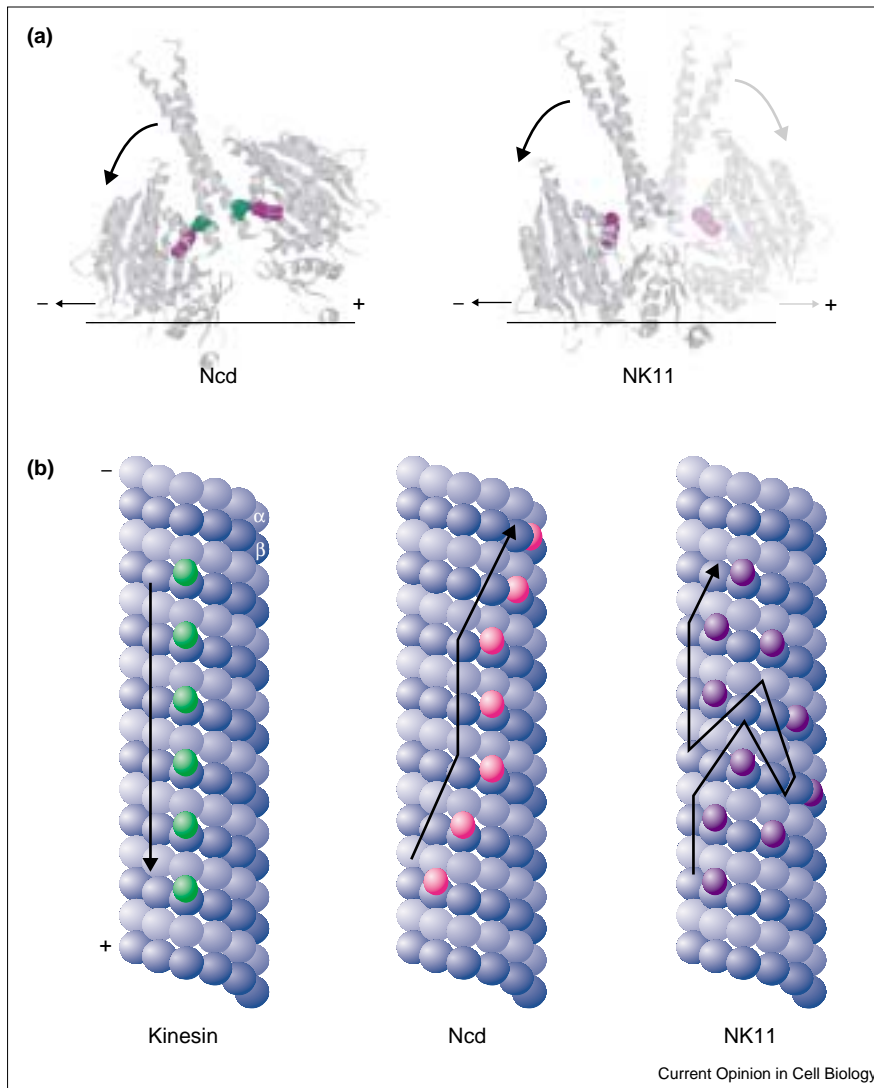 (a)
– +
– +
Ncd
NK11
(b)
–
α
β
+
Kinesin
Ncd
NK11
Current Opinion in Cell Biology